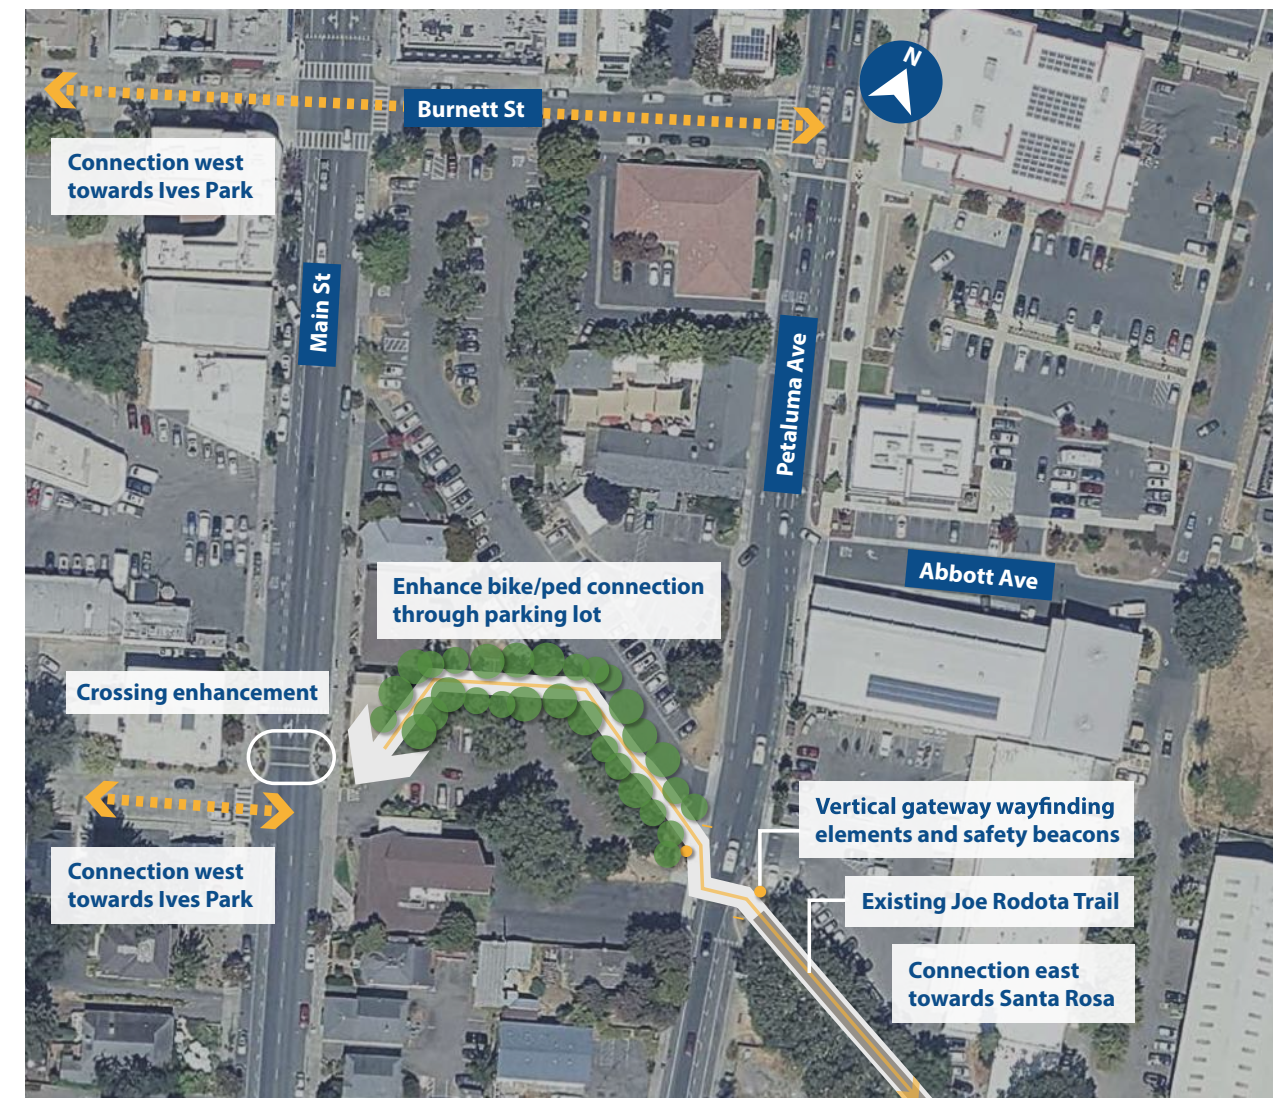 N
Burnett St
Connection west
towards Ives Park
Main St
Petaluma Ave
Abbott Ave
Enhance bike/ped connection
through parking lot
Crossing enhancement
Vertical gateway wayfinding
elements and safety beacons
Connection west
towards Ives Park
Existing Joe Rodota Trail
Connection east
towards Santa Rosa